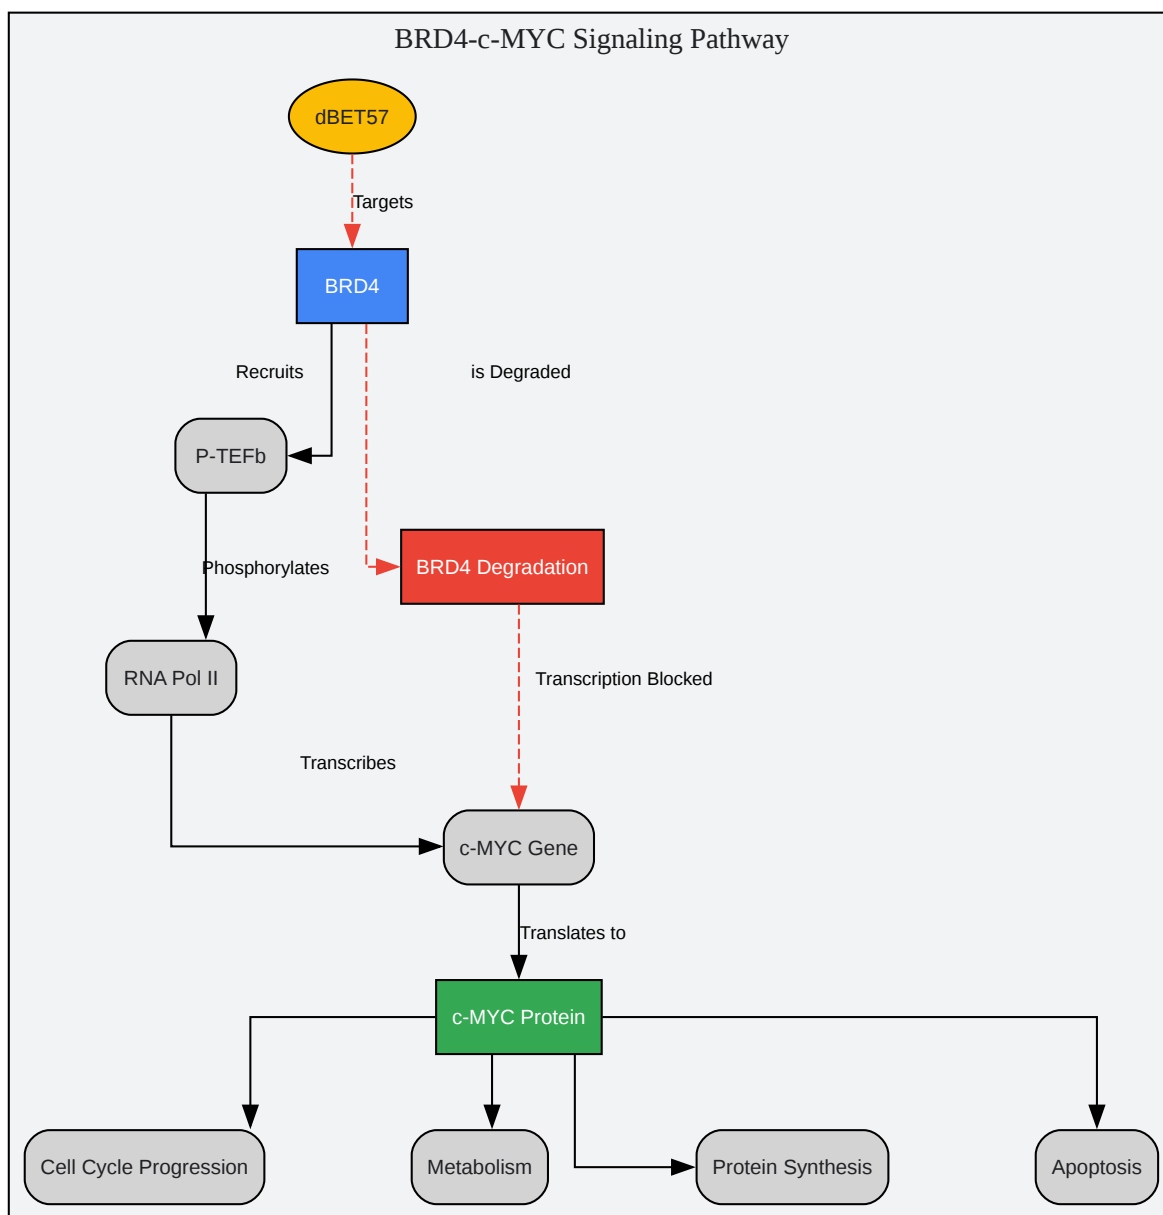 BRD4-c-MYC Signaling Pathway
dBET57
Targets
BRD4
Recruits
is Degraded
P-TEFb
Phosphorylates
BRD4 Degradation
RNA Pol II
Transcription Blocked
Transcribes
c-MYC Gene
Translates to
c-MYC Protein
Cell Cycle Progression
Metabolism
Protein Synthesis
Apoptosis